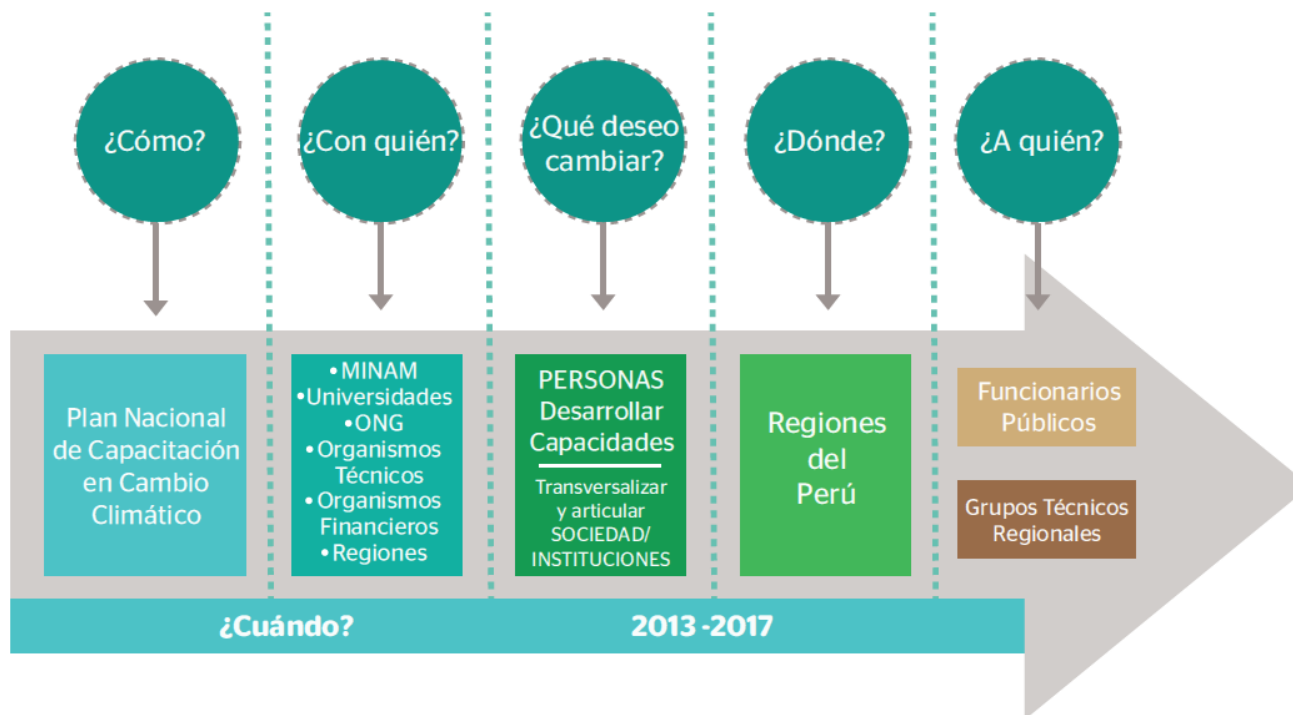 ¿Cómo?
¿Con quién?
¿Qué deseo
cambiar?
¿Dónde?
¿A quién?
Plan Nacional
de Capacitación
en Cambio
Climático
•MINAM
•Universidades
•ONG
•Organismos
Técnicos
•Organismos
Financieros
•Regiones
PERSONAS
Desarrollar
Capacidades
Transversalizar
y articular
SOCIEDAD/
INSTITUCIONES
Regiones
del
Perú
Funcionarios
Públicos
Grupos Técnicos
Regionales
¿Cuándo?
2013 -2017